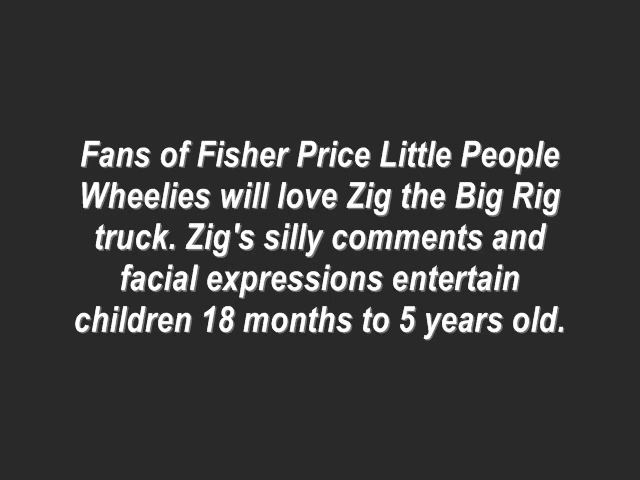 Fans of Fisher Price Little People
Wheelies will love Zig the Big Rig
truck. Zig's silly comments and
facial expressions entertain
children 18 months to 5 years old.